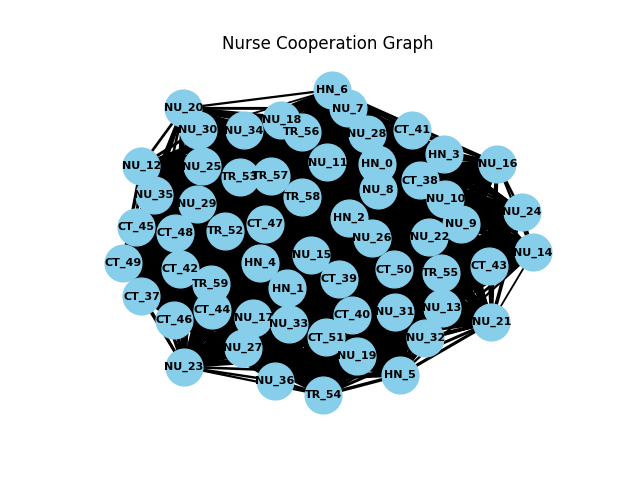 Nurse Cooperation Graph
HN_6
NU_20
NU_7
NU_18
NU_30
NU_34
TR_56
NU_28
CT_41
HN_3
NU_12
NU_25
NU_11
HN_0
NU_16
TR_53
TR_57
CT_38
NU_35
NU_8
NU_29
TR_58
NU_10
NU_24
CT_45
CT_48
TR_52
CT_47
HN_2
NU_26
NU_22
NU_9
NU_14
CT_49
CT_42
HN_4
NU_15
CT_50
TR_55
CT_43
CT_39
TR_59
HN_1
CT_37
CT_46
CT_44
NU_17
NU_33
CT_40
NU_31
NU_13
NU_21
CT_51
NU_32
NU_27
NU_19
NU_23
NU_36
HN_5
TR_54